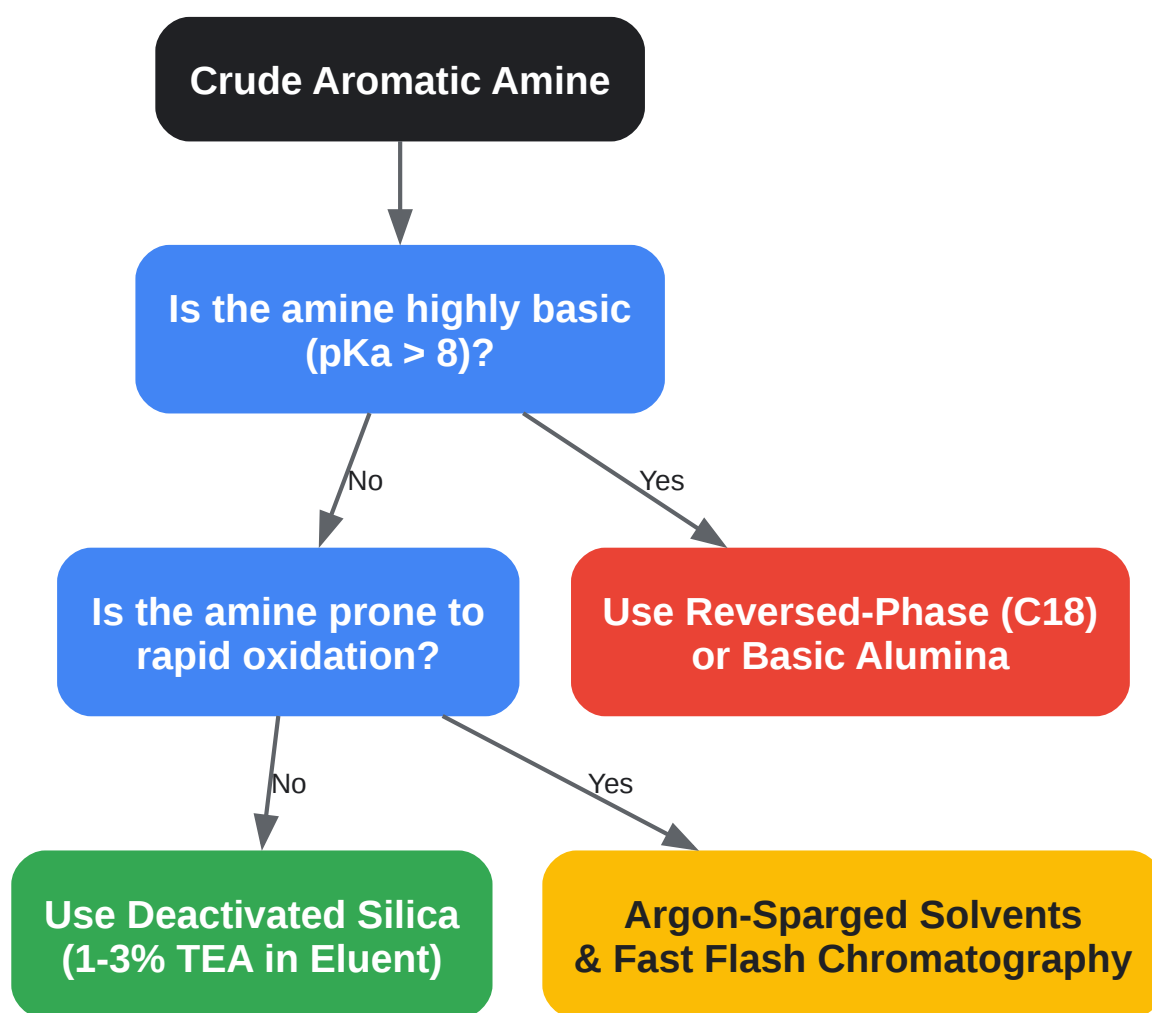 Crude Aromatic Amine
Is the amine highly basic
(pKa > 8)?
No
Yes
Is the amine prone to
rapid oxidation?
Use Reversed-Phase (C18)
or Basic Alumina
No
Yes
Use Deactivated Silica
(1-3% TEA in Eluent)
Argon-Sparged Solvents
& Fast Flash Chromatography